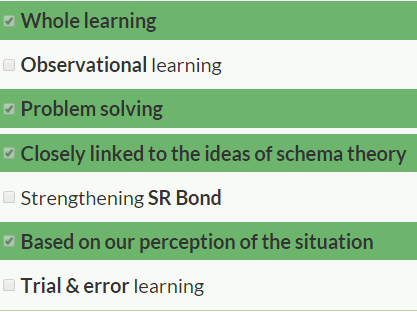 Whole learning
Observational learning
Problem solving
Closely linked to the ideas of schema theory
Strengthening SR Bond
Based on our perception of the situation
Trial & error learning